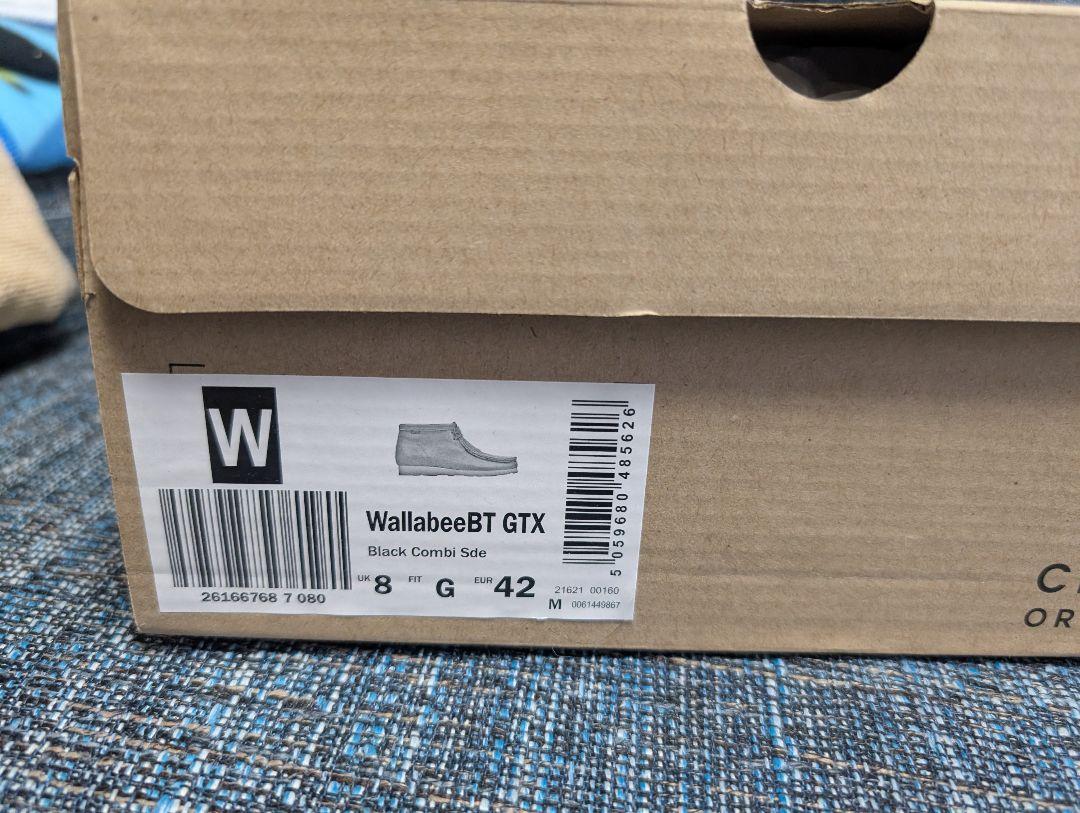 W
26166768 7 080
WallabeeBT GTX
Black Combi Sde
UK 8 FIT G EUR 42
21621 00160
M 0061449867
5 059680 485626
C
OR